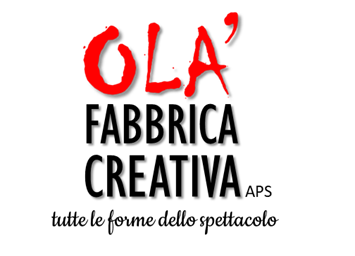 OLA'
FABBRICA
CREATIVA APS
tutte le forme dello spettacolo